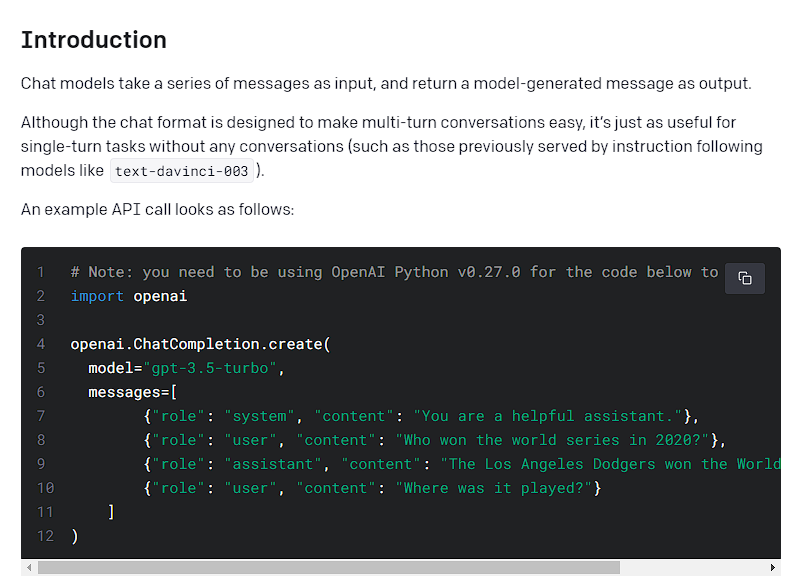 Introduction
Chat models take a series of messages as input, and return a model-generated message as output.
Although the chat format is designed to make multi-turn conversations easy, it’s just as useful for
single-turn tasks without any conversations (such as those previously served by instruction following
models like text-davinci-003 ).
An example API call looks as follows:
1 # Note: you need to be using OpenAI Python v0.27.0 for the code below to
2 import openai
3
4 openai.ChatCompletion.create(
5   model="gpt-3.5-turbo",
6   messages=[
7         {"role": "system", "content": "You are a helpful assistant."},
8         {"role": "user", "content": "Who won the world series in 2020?"},
9         {"role": "assistant", "content": "The Los Angeles Dodgers won the World
10         {"role": "user", "content": "Where was it played?"}
11     ]
12 )